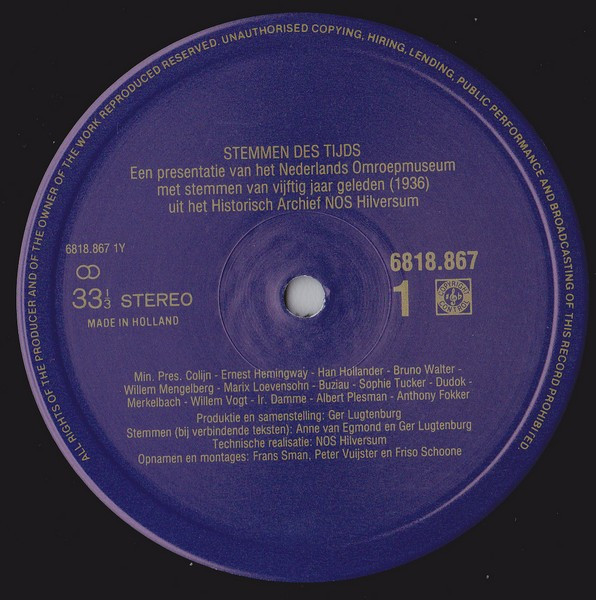 ALL RIGHTS OF THE PRODUCER AND OF THE OWNER OF THE WORK REPRODUCED RESERVED. UNAUTHORISED COPYING, HIRING, LENDING, PUBLIC PERFORMANCE AND BROADCASTING OF THIS RECORD PROHIBITED.
STEMMEN DES TIJDS
Een presentatie van het Nederlands Omroepmuseum
met stemmen van vijftig jaar geleden (1936)
uit het Historisch Archief NOS Hilversum
6818.867 1Y
33 1/3 STEREO
MADE IN HOLLAND
6818.867
1
Min. Pres. Colijn - Ernest Hemingway - Han Hollander - Bruno Walter -
Willem Mengelberg - Marix Loevensohn - Buziau - Sophie Tucker - Dudok -
Merkelbach - Willem Vogt - Ir. Damme - Albert Plesman - Anthony Fokker
Produktie en samenstelling: Ger Lugtenburg
Stemmen (bij verbindende teksten): Anne van Egmond en Ger Lugtenburg
Technische realisatie: NOS Hilversum
Opnamen en montages: Frans Sman, Peter Vuijster en Friso Schoone